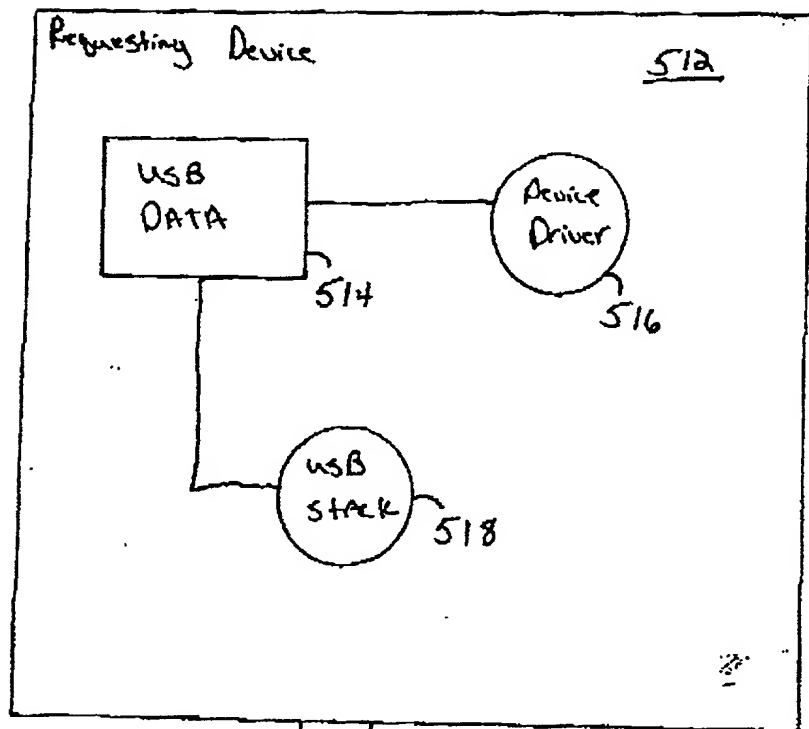 Requesting Device
512
USB
DATA
514
Device
Driver
516
USB
Stack
518